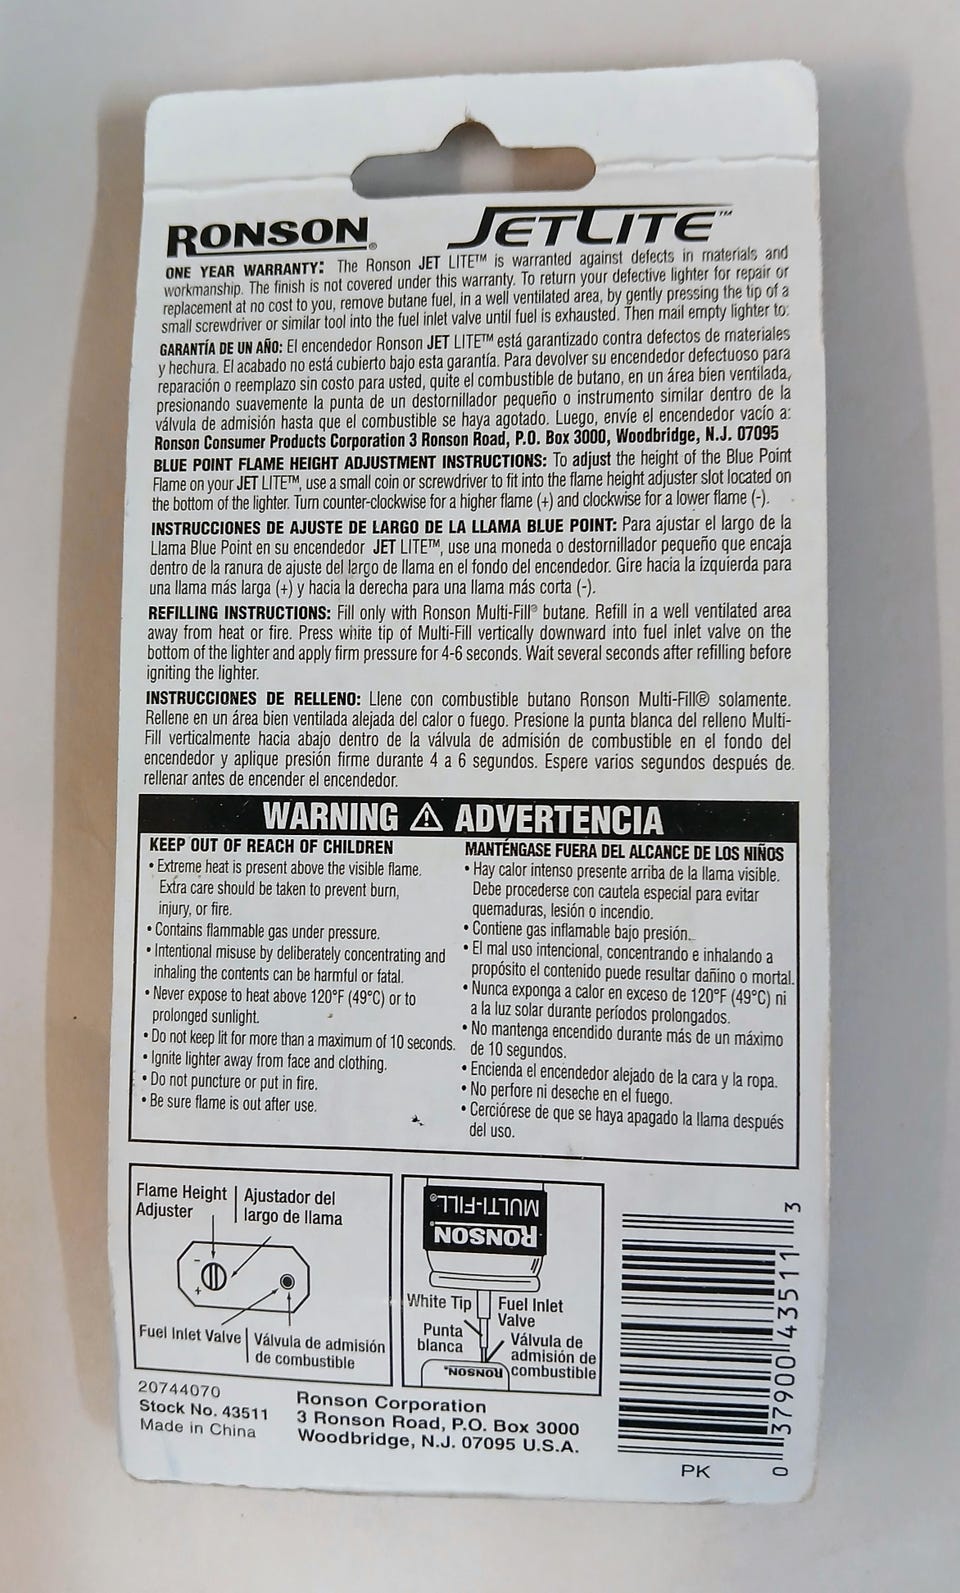 RONSON® JETLITE™
ONE YEAR WARRANTY: The Ronson JET LITE™ is warranted against defects in materials and
workmanship. The finish is not covered under this warranty. To return your defective lighter for repair or
replacement at no cost to you, remove butane fuel, in a well ventilated area, by gently pressing the tip of a
small screwdriver or similar tool into the fuel inlet valve until fuel is exhausted. Then mail empty lighter to:
GARANTÍA DE UN AÑO: El encendedor Ronson JET LITE™ está garantizado contra defectos de materiales
y hechura. El acabado no está cubierto bajo esta garantía. Para devolver su encendedor defectuoso para
reparación o reemplazo sin costo para usted, quite el combustible de butano, en un área bien ventilada,
presionando suavemente la punta de un destornillador pequeño o instrumento similar dentro de la
válvula de admisión hasta que el combustible se haya agotado. Luego, envíe el encendedor vacío a:
Ronson Consumer Products Corporation 3 Ronson Road, P.O. Box 3000, Woodbridge, N.J. 07095
BLUE POINT FLAME HEIGHT ADJUSTMENT INSTRUCTIONS: To adjust the height of the Blue Point
Flame on your JET LITE™, use a small coin or screwdriver to fit into the flame height adjuster slot located on
the bottom of the lighter. Turn counter-clockwise for a higher flame (+) and clockwise for a lower flame (-).
INSTRUCCIONES DE AJUSTE DE LARGO DE LA LLAMA BLUE POINT: Para ajustar el largo de la
Llama Blue Point en su encendedor JET LITE™, use una moneda o destornillador pequeño que encaja
dentro de la ranura de ajuste del largo de llama en el fondo del encendedor. Gire hacia la izquierda para
una llama más larga (+) y hacia la derecha para una llama más corta (-).
REFILLING INSTRUCTIONS: Fill only with Ronson Multi-Fill® butane. Refill in a well ventilated area
away from heat or fire. Press white tip of Multi-Fill vertically downward into fuel inlet valve on the
bottom of the lighter and apply firm pressure for 4-6 seconds. Wait several seconds after refilling before
igniting the lighter.
INSTRUCCIONES DE RELLENO: Llene con combustible butano Ronson Multi-Fill® solamente.
Rellene en un área bien ventilada alejada del calor o fuego. Presione la punta blanca del relleno Multi-
Fill verticalmente hacia abajo dentro de la válvula de admisión de combustible en el fondo del
encendedor y aplique presión firme durante 4 a 6 segundos. Espere varios segundos después de
rellenar antes de encender el encendedor.
WARNING ⚠ ADVERTENCIA
KEEP OUT OF REACH OF CHILDREN
• Extreme heat is present above the visible flame.
Extra care should be taken to prevent burn,
injury, or fire.
• Contains flammable gas under pressure.
• Intentional misuse by deliberately concentrating and
inhaling the contents can be harmful or fatal.
• Never expose to heat above 120°F (49°C) or to
prolonged sunlight.
• Do not keep lit for more than a maximum of 10 seconds.
• Ignite lighter away from face and clothing.
• Do not puncture or put in fire.
• Be sure flame is out after use.
MANTÉNGASE FUERA DEL ALCANCE DE LOS NIÑOS
• Hay calor intenso presente arriba de la llama visible.
Debe procederse con cautela especial para evitar
quemaduras, lesión o incendio.
• Contiene gas inflamable bajo presión.
• El mal uso intencional, concentrando e inhalando a
propósito el contenido puede resultar dañino o mortal.
• Nunca exponga a calor en exceso de 120°F (49°C) ni
a la luz solar durante períodos prolongados.
• No mantenga encendido durante más de un máximo
de 10 segundos.
• Encienda el encendedor alejado de la cara y la ropa.
• No perfore ni deseche en el fuego.
• Cerciórese de que se haya apagado la llama después
del uso.
Flame Height
Adjuster
Ajustador del
largo de llama
-
+
Fuel Inlet Valve
Válvula de admisión
de combustible
MULTI-FILL®
RONSON®
White Tip
Punta
blanca
Fuel Inlet
Valve
Válvula de
admisión de
combustible
RONSON®
20744070
Stock No. 43511
Made in China
Ronson Corporation
3 Ronson Road, P.O. Box 3000
Woodbridge, N.J. 07095 U.S.A.
0 37900 43511 3
PK